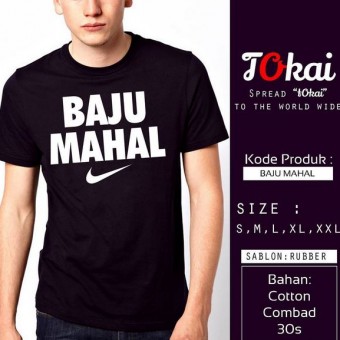 BAJU
MAHAL
TOkai
SPREAD "tOkai"
TO THE WORLD WIDE
Kode Produk :
BAJU MAHAL
SIZE :
S,M,L,XL,XXL
SABLON:RUBBER
Bahan:
Cotton
Combad
30s